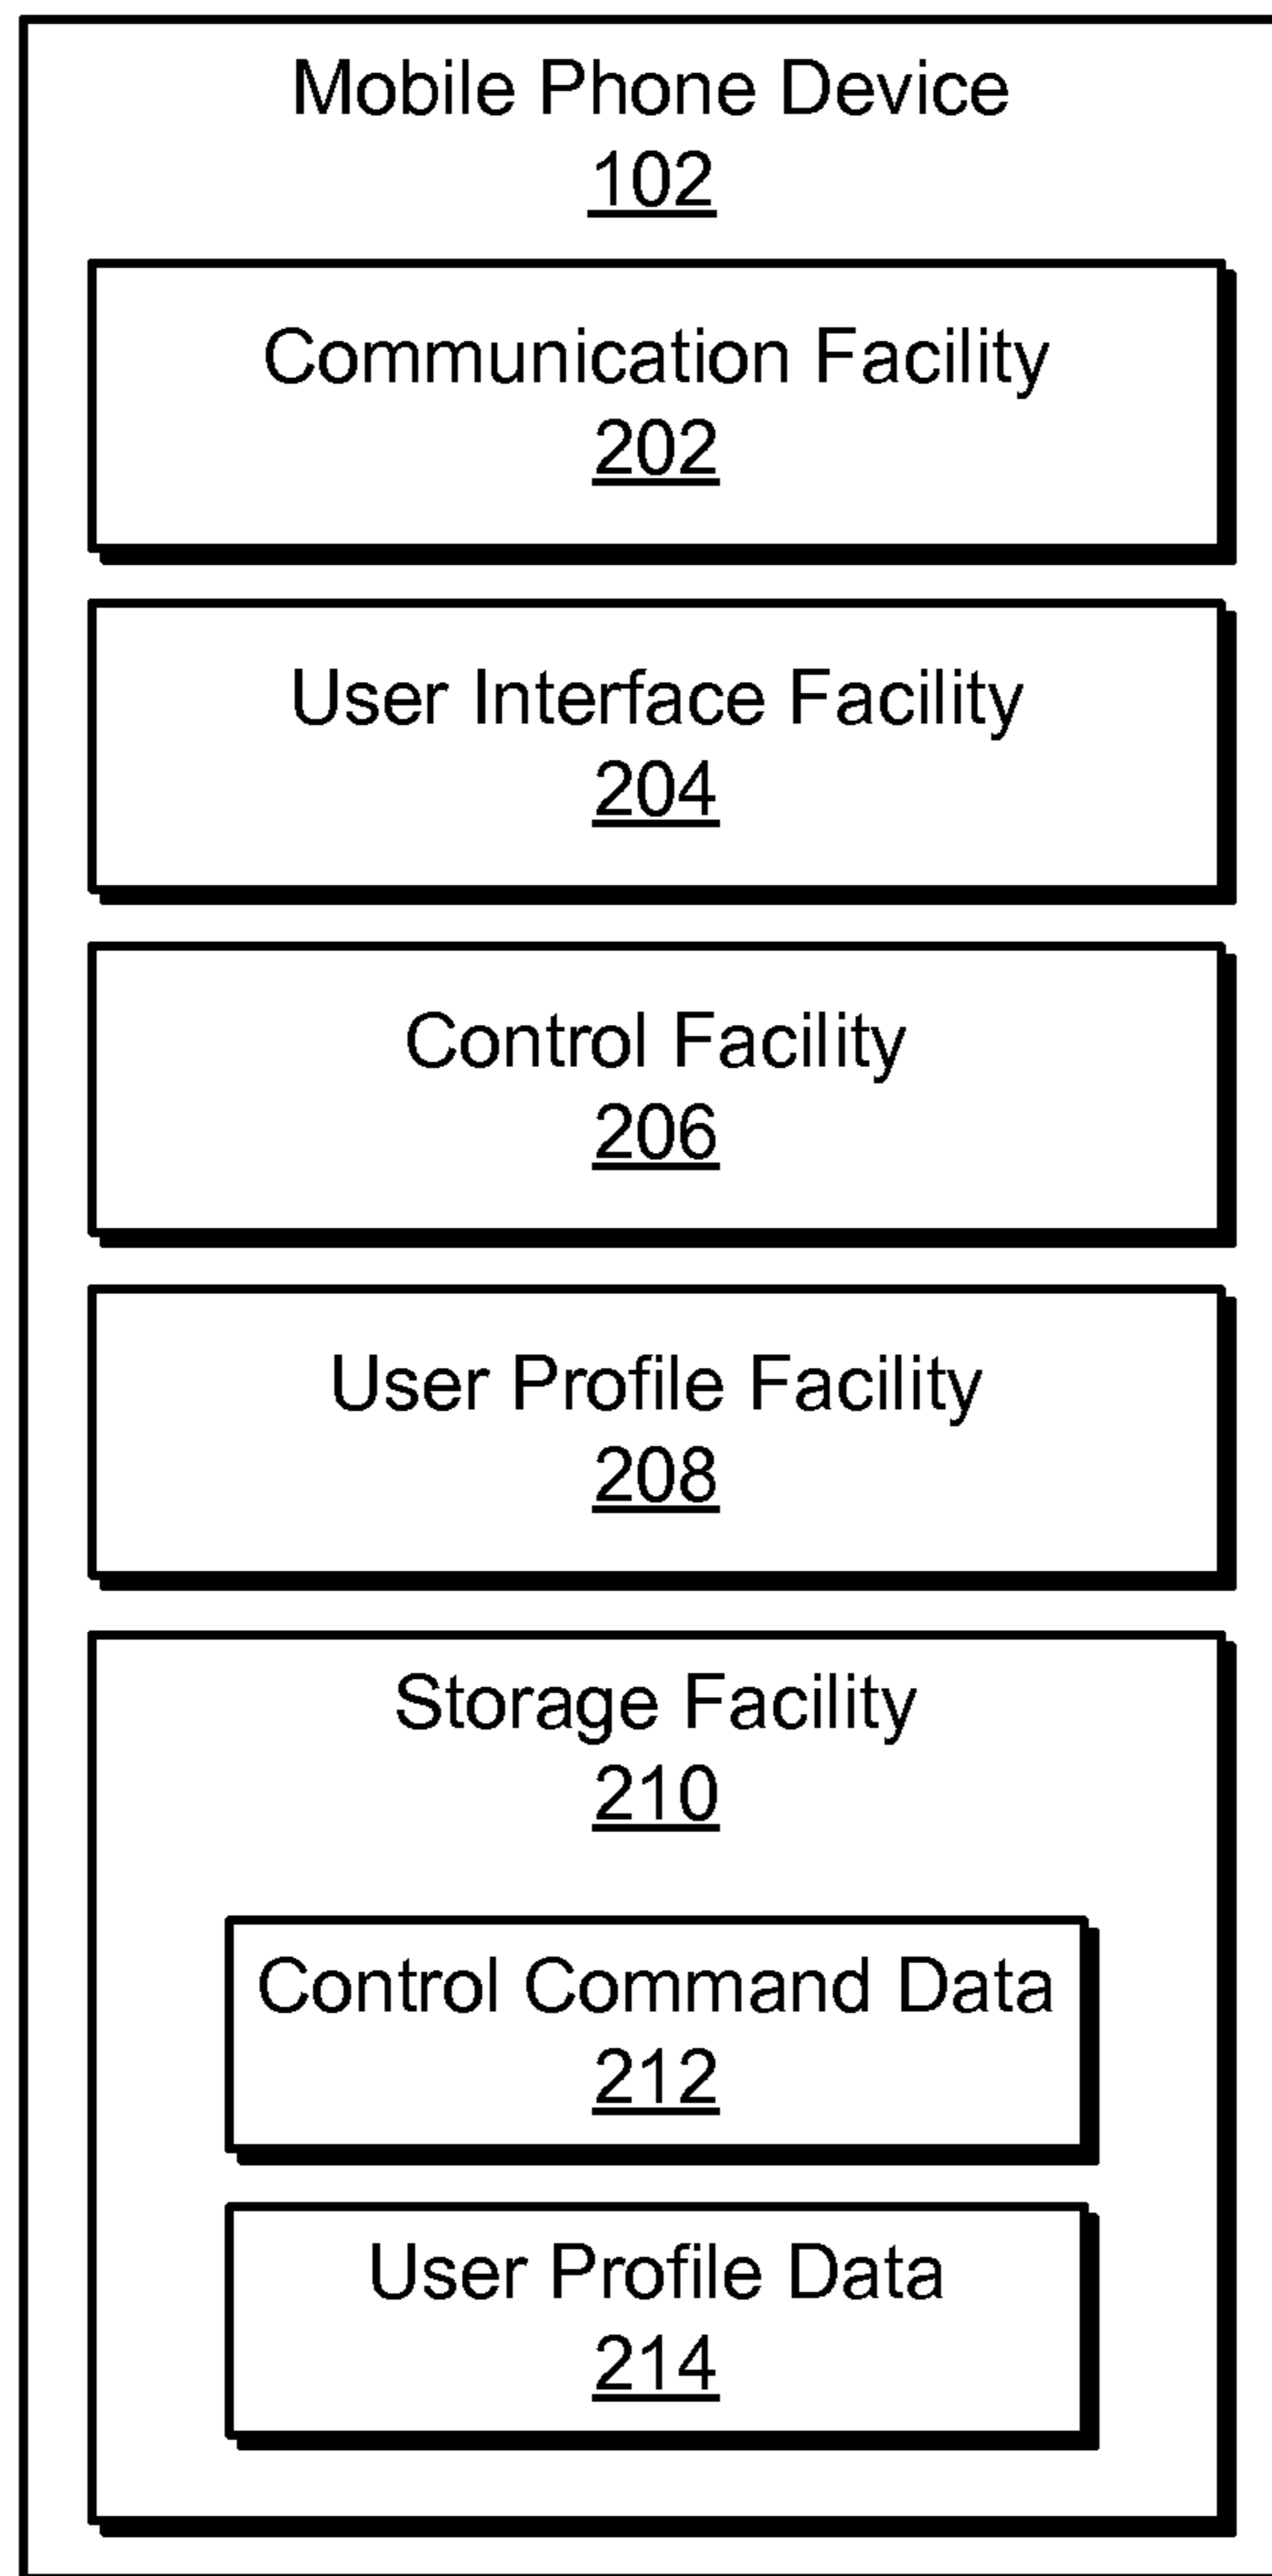 Mobile Phone Device
102
Communication Facility
202
User Interface Facility
204
Control Facility
206
User Profile Facility
208
Storage Facility
210
Control Command Data
212
User Profile Data
214